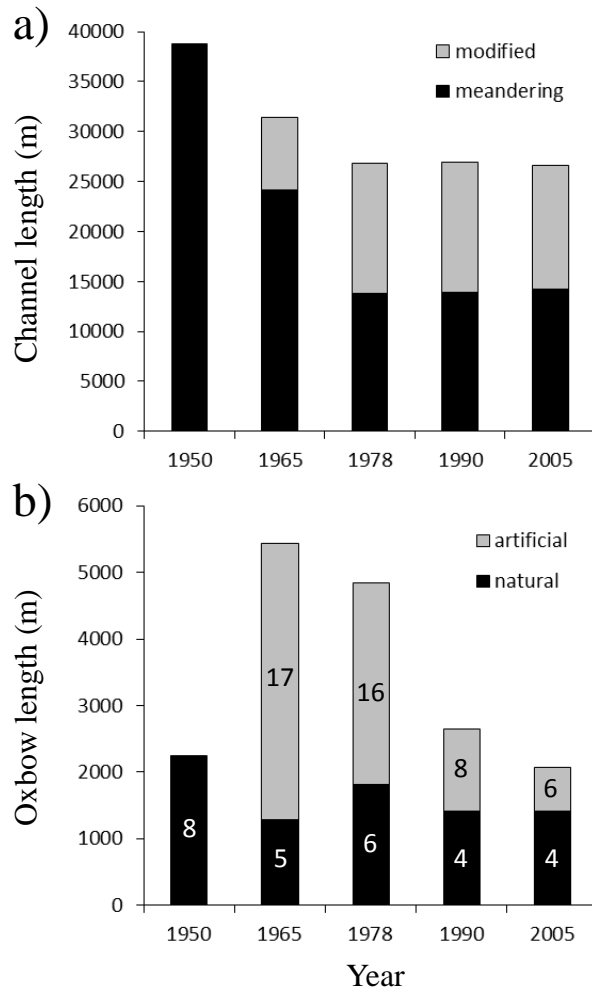 a)
modified
meandering
Channel length (m)
40000
35000
30000
25000
20000
15000
10000
5000
0
1950 1965 1978 1990 2005
b)
artificial
natural
Oxbow length (m)
6000
5000
4000
3000
2000
1000
0
17
16
8
6
8
5
6
4
4
1950 1965 1978 1990 2005
Year